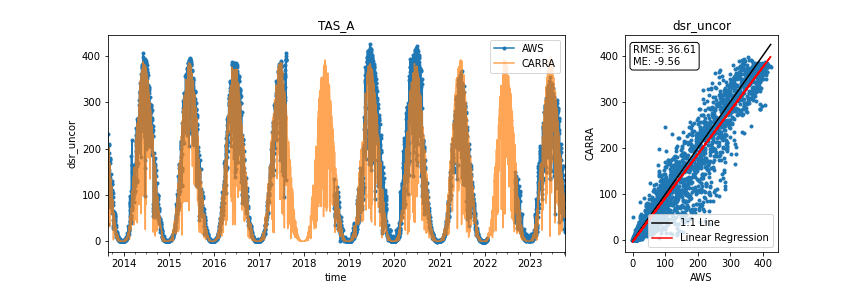 TAS_A
dsr_uncor
400
300
200
100
0
AWS
CARRA
2014 2015 2016 2017 2018 2019 2020 2021 2022 2023
time
dsr_uncor
CARRA
400
300
200
100
0
RMSE: 36.61
ME: -9.56
1:1 Line
Linear Regression
0 100 200 300 400
AWS